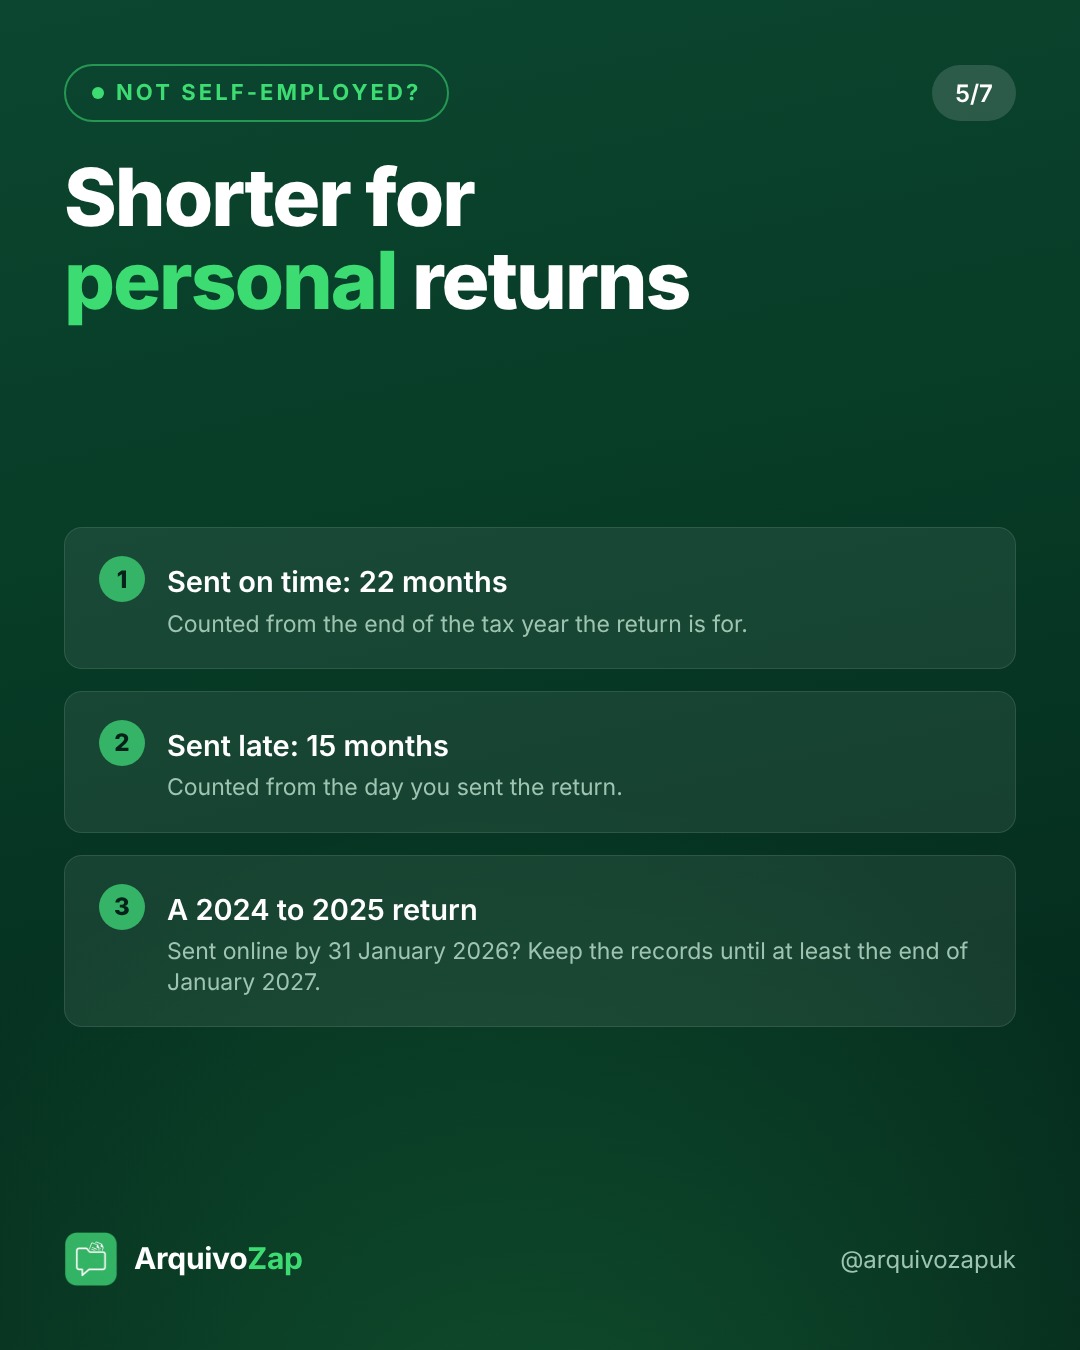 NOT SELF-EMPLOYED?
5/7
Shorter for
personal returns
1
Sent on time: 22 months
Counted from the end of the tax year the return is for.
2
Sent late: 15 months
Counted from the day you sent the return.
3
A 2024 to 2025 return
Sent online by 31 January 2026? Keep the records until at least the end of
January 2027.
ArquivoZap
@arquivozapuk